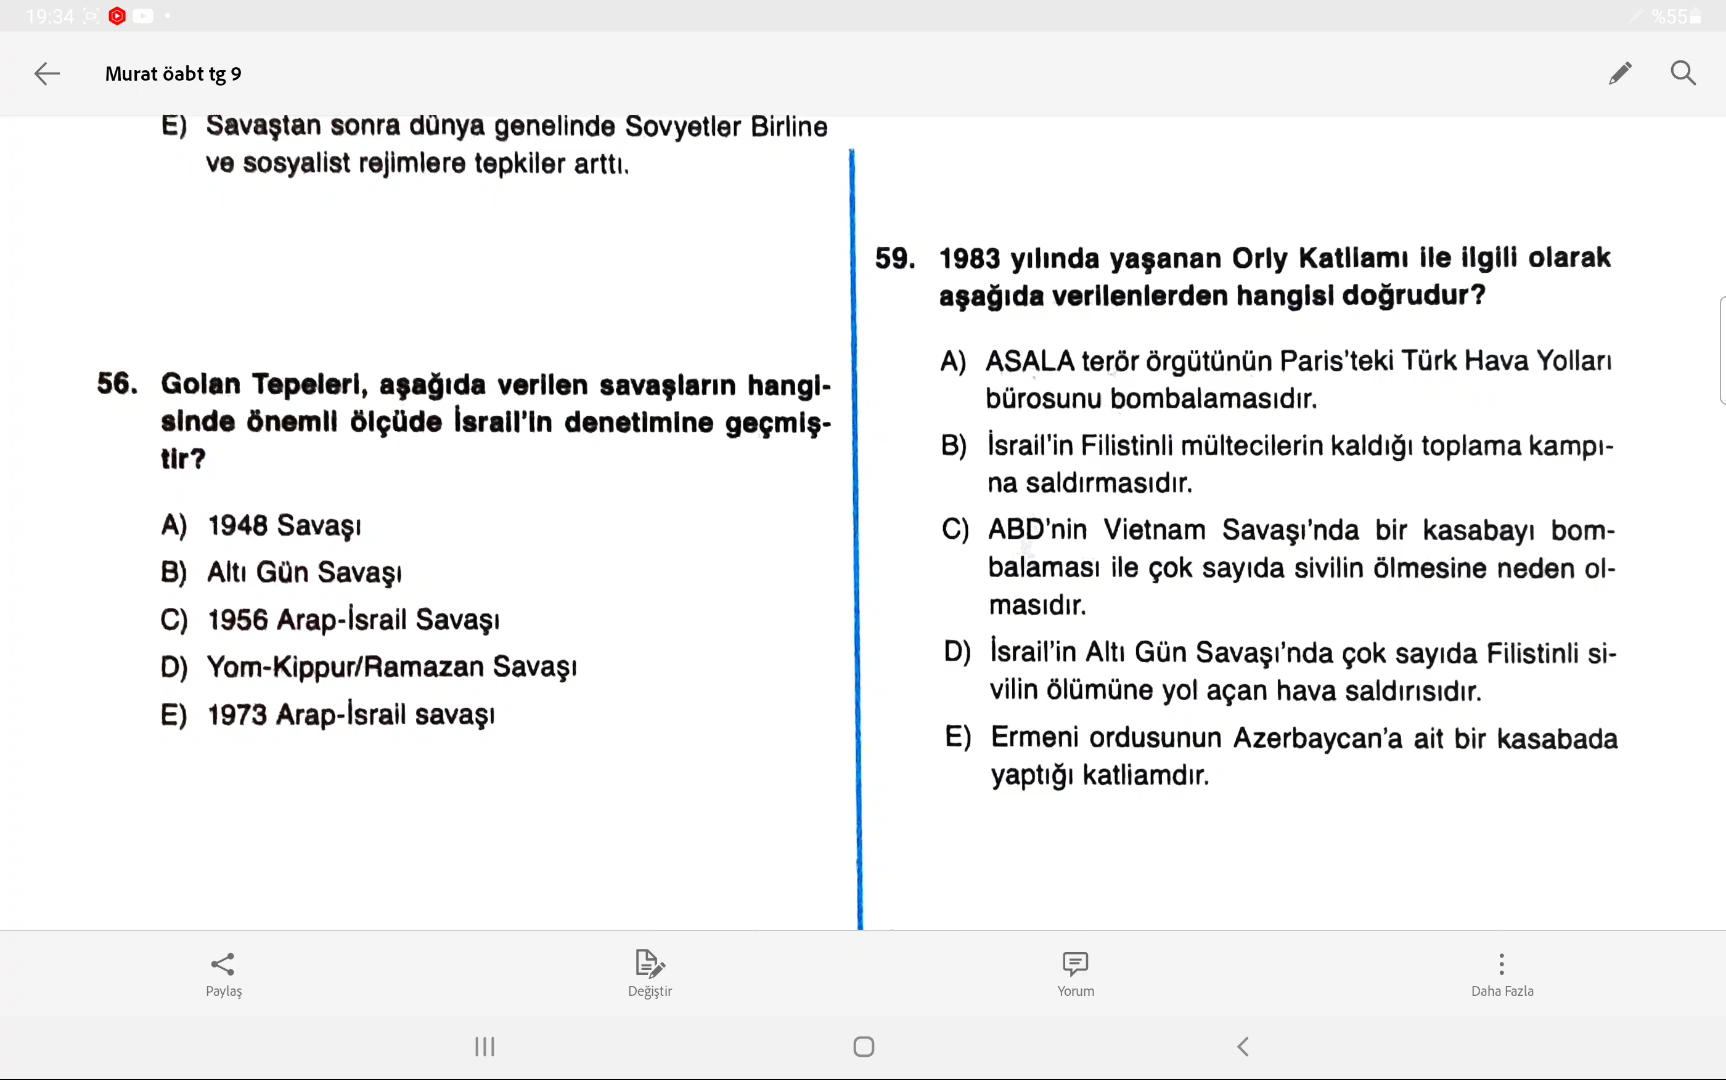 19:34
%55
Murat öabt tg 9
E) Savaştan sonra dünya genelinde Sovyetler Birline
ve sosyalist rejimlere tepkiler arttı.
56. Golan Tepeleri, aşağıda verilen savaşların hangi-
sinde önemli ölçüde İsrail'in denetimine geçmiş-
tir?
A) 1948 Savaşı
B) Altı Gün Savaşı
C) 1956 Arap-İsrail Savaşı
D) Yom-Kippur/Ramazan Savaşı
E) 1973 Arap-İsrail savaşı
59. 1983 yılında yaşanan Orly Katliamı ile ilgili olarak
aşağıda verilenlerden hangisi doğrudur?
A) ASALA terör örgütünün Paris'teki Türk Hava Yolları
bürosunu bombalamasıdır.
B) İsrail'in Filistinli mültecilerin kaldığı toplama kampı-
na saldırmasıdır.
C) ABD'nin Vietnam Savaşı'nda bir kasabayı bom-
balaması ile çok sayıda sivilin ölmesine neden ol-
masıdır.
D) İsrail'in Altı Gün Savaşı'nda çok sayıda Filistinli si-
vilin ölümüne yol açan hava saldırısıdır.
E) Ermeni ordusunun Azerbaycan'a ait bir kasabada
yaptığı katliamdır.
Paylaş
Değiştir
Yorum
Daha Fazla